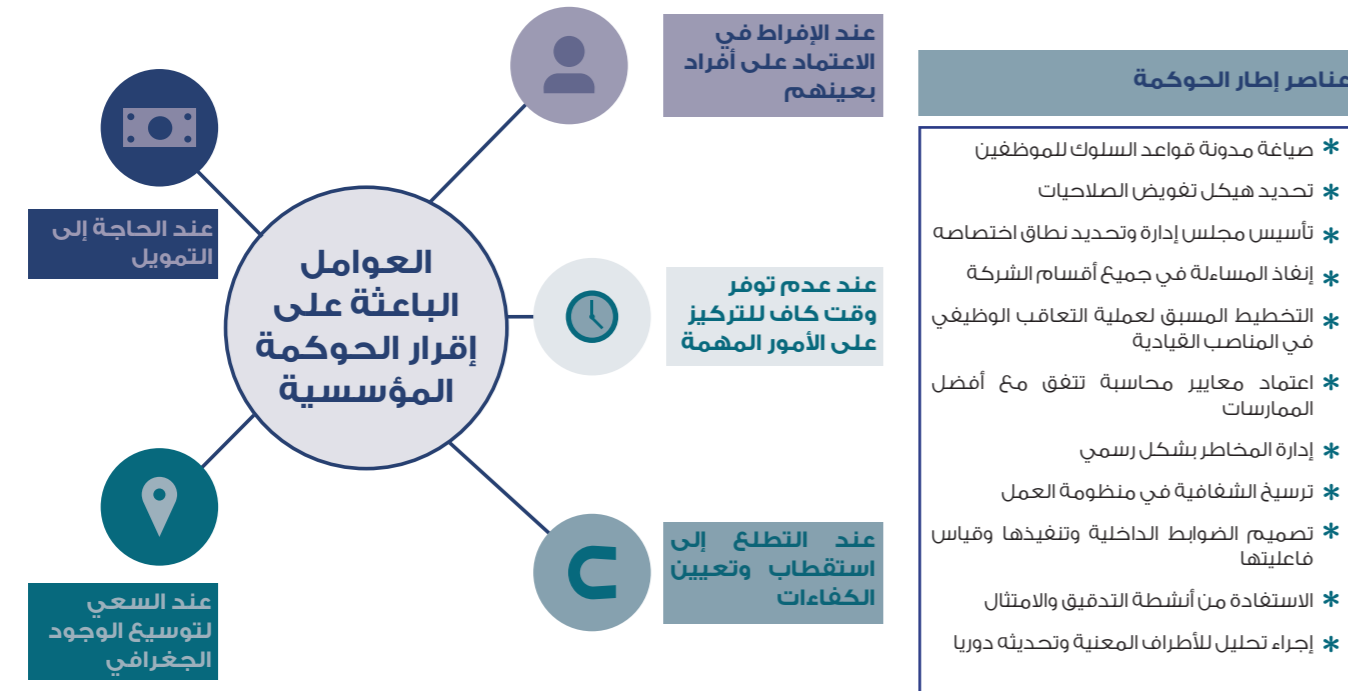 عناصر إطار الحوكمة
* صياغة مدونة قواعد السلوك للموظفين
* تحديد هيكل تفويض الصلاحيات
* تأسيس مجلس إدارة وتحديد نطاق اختصاصه
* إنفاذ المساءلة في جميع أقسام الشركة
* التخطيط المسبق لعملية التعاقب الوظيفي
في المناصب القيادية
* اعتماد معايير محاسبة تتفق مع أفضل
الممارسات
* إدارة المخاطر بشكل رسمي
* ترسيخ الشفافية في منظومة العمل
* تصميم الضوابط الداخلية وتنفيذها وقياس
فاعليتها
* الاستفادة من أنشطة التدقيق والامتثال
* إجراء تحليل للأطراف المعنية وتحديثه دوريا
العوامل
الباعثة على
إقرار الحوكمة
المؤسسية
عند الإفراط في
الاعتماد على أفراد
بعينهم
عند عدم توفر
وقت كاف للتركيز
على الأمور المهمة
عند التطلع إلى
استقطاب وتعيين
الكفاءات
عند الحاجة إلى
التمويل
عند السعي
لتوسيع الوجود
الجغرافي